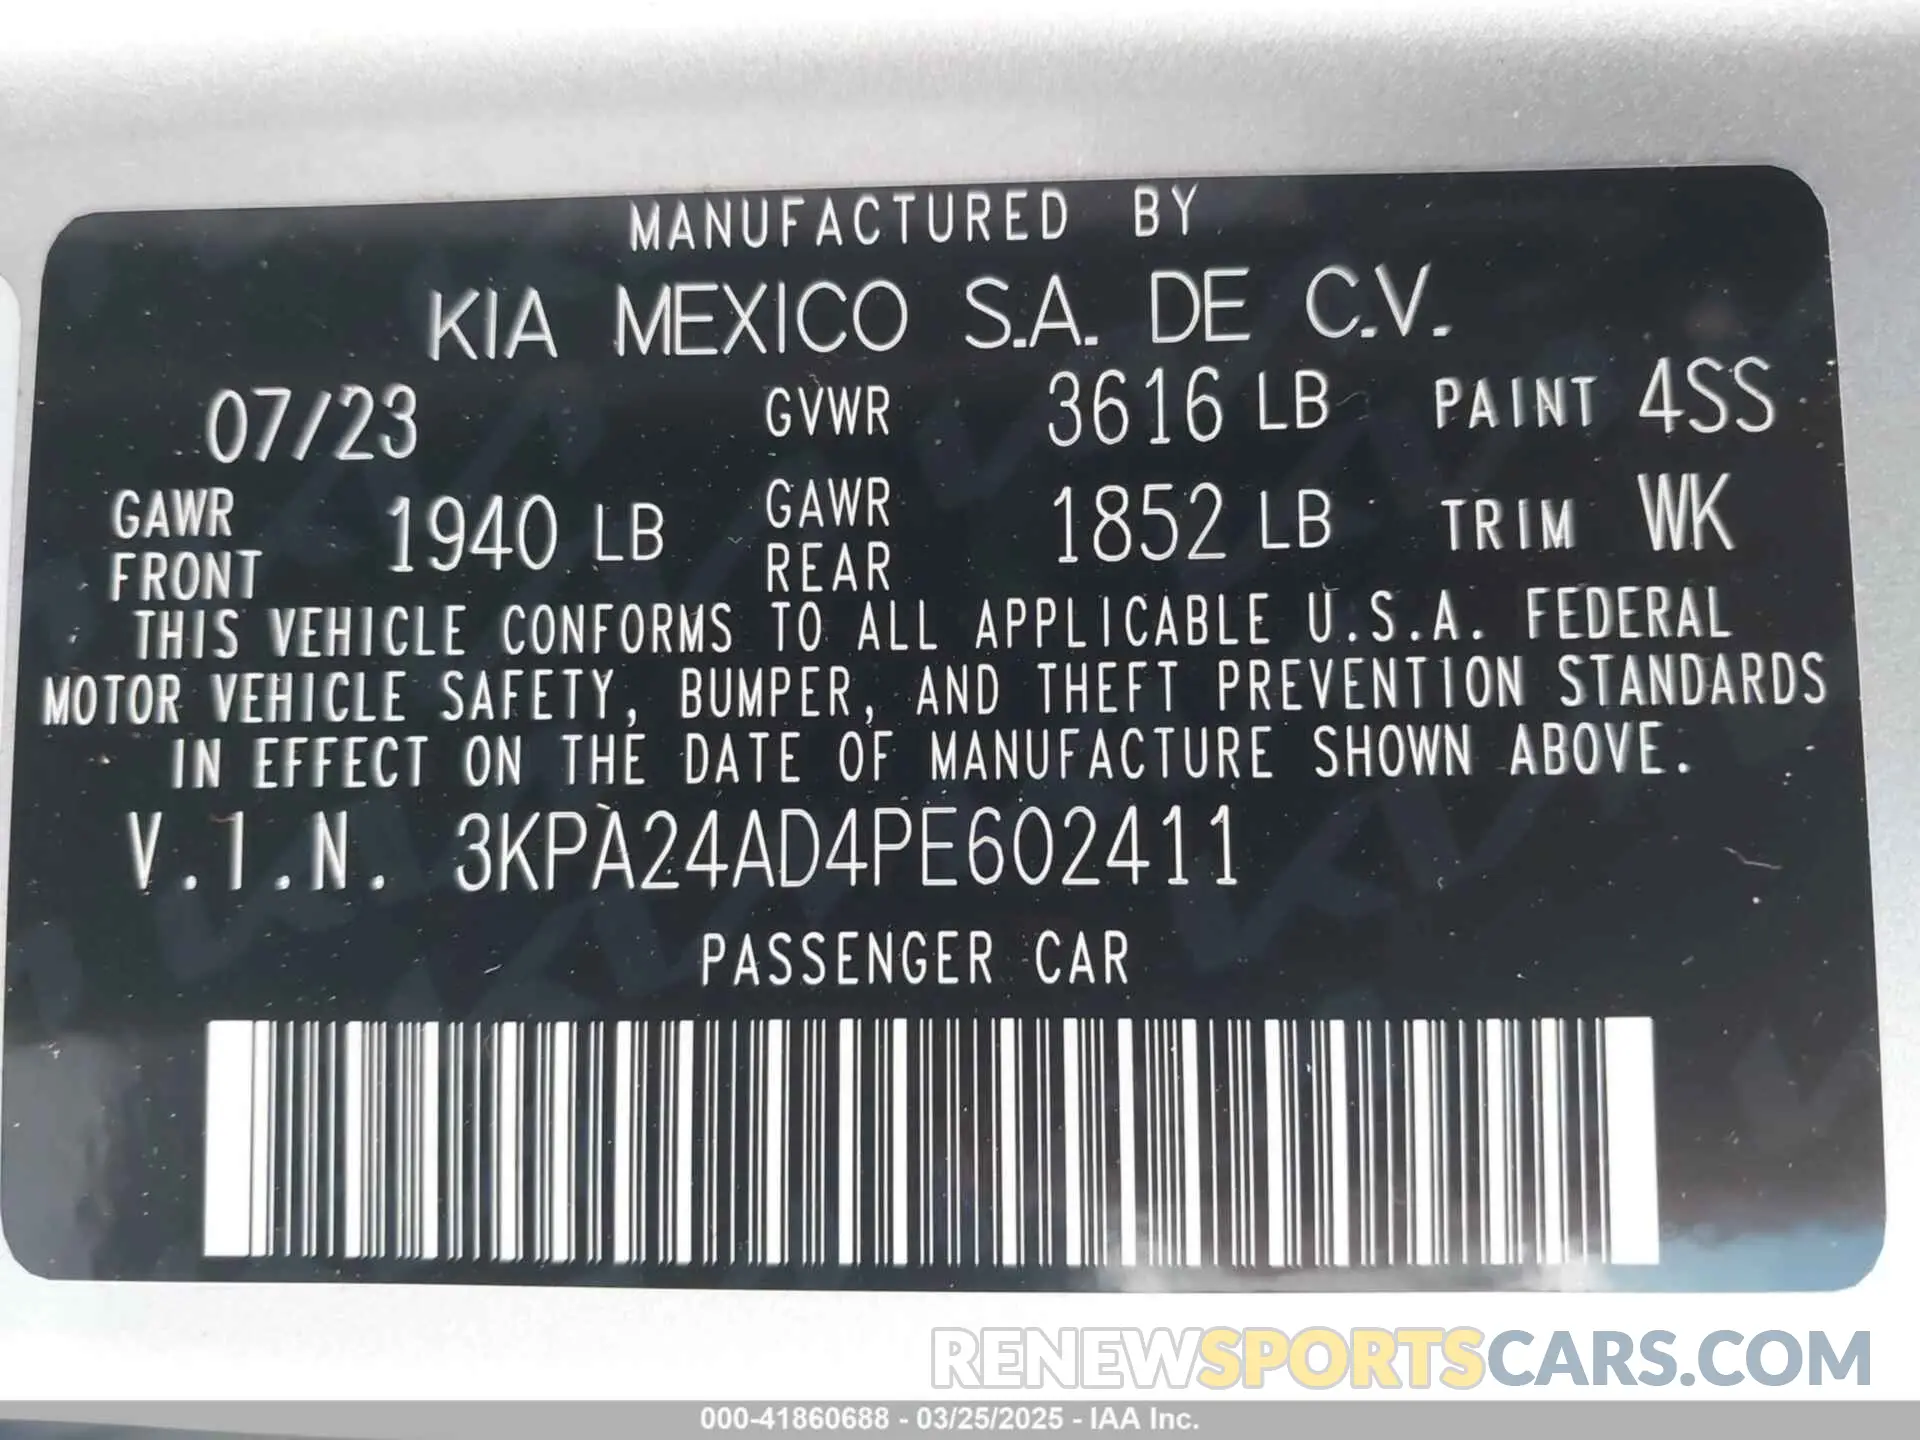 MANUFACTURED BY
KIA MEXICO S.A. DE C.V.
07/23 GVWR 3616 LB PAINT 4SS
GAWR FRONT 1940 LB GAWR REAR 1852 LB TRIM WK
THIS VEHICLE CONFORMS TO ALL APPLICABLE U.S.A. FEDERAL
MOTOR VEHICLE SAFETY, BUMPER, AND THEFT PREVENTION STANDARDS
IN EFFECT ON THE DATE OF MANUFACTURE SHOWN ABOVE.
V.I.N. 3KPA24AD4PE602411
PASSENGER CAR
RENEWSPORTSCARS.COM
000-41860688 - 03/25/2025 - IAA Inc.